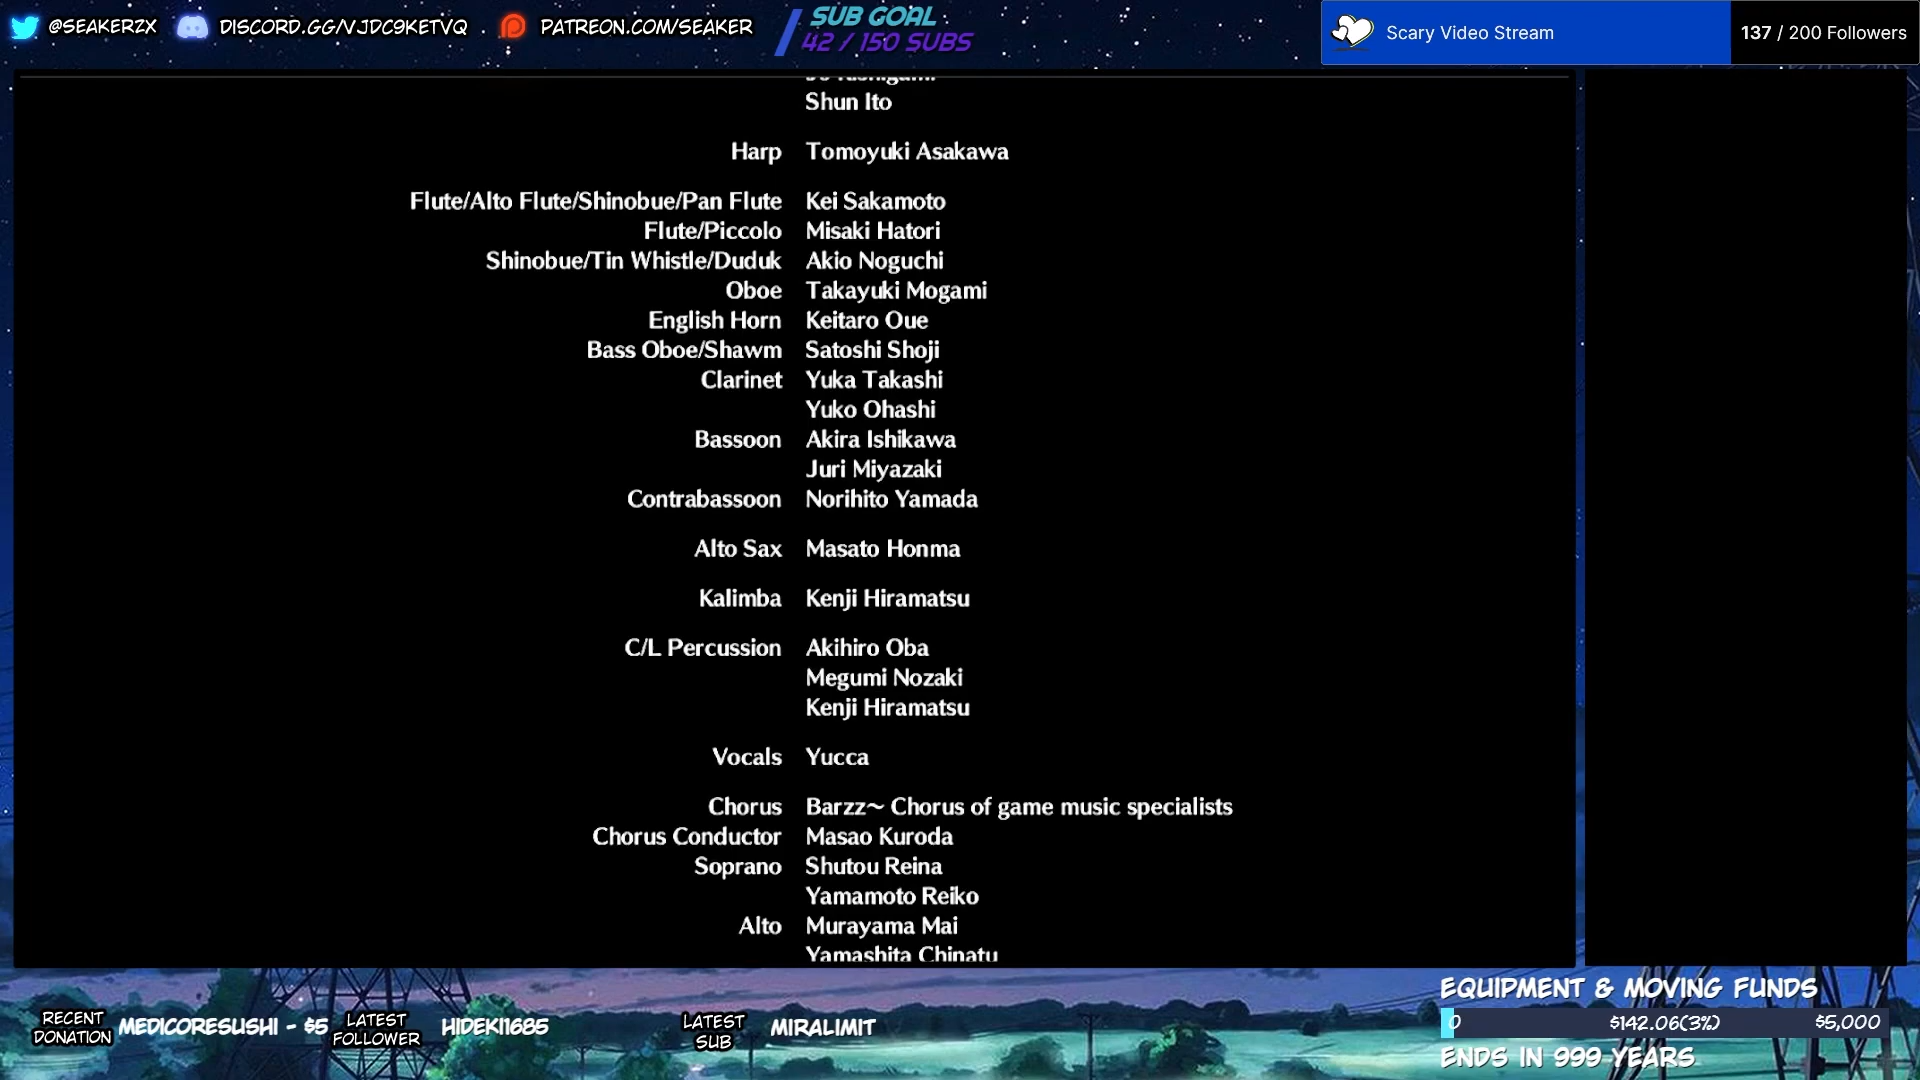 @SEAKERZX DISCORD.GG/VJDC9KETVQ . PATREON.COM/SEAKER
SUB GOAL
42 / 150 SUBS
Scary Video Stream 137 / 200 Followers
Shun Ito
Harp Tomoyuki Asakawa
Flute/Alto Flute/Shinobue/Pan Flute Kei Sakamoto
Flute/Piccolo Misaki Hatori
Shinobue/Tin Whistle/Duduk Akio Noguchi
Oboe Takayuki Mogami
English Horn Keitaro Oue
Bass Oboe/Shawm Satoshi Shoji
Clarinet Yuka Takashi
Yuko Ohashi
Bassoon Akira Ishikawa
Juri Miyazaki
Contrabassoon Norihito Yamada
Alto Sax Masato Honma
Kalimba Kenji Hiramatsu
C/L Percussion Akihiro Oba
Megumi Nozaki
Kenji Hiramatsu
Vocals Yucca
Chorus Barzz~ Chorus of game music specialists
Chorus Conductor Masao Kuroda
Soprano Shutou Reina
Yamamoto Reiko
Alto Murayama Mai
Yamashita Chinatu
RECENT DONATION MEDICORESUSHI - $5
LATEST FOLLOWER HIDEKI1685
LATEST SUB MIRALIMIT
EQUIPMENT & MOVING FUNDS
0 $142.06(3%) $5,000
ENDS IN 999 YEARS